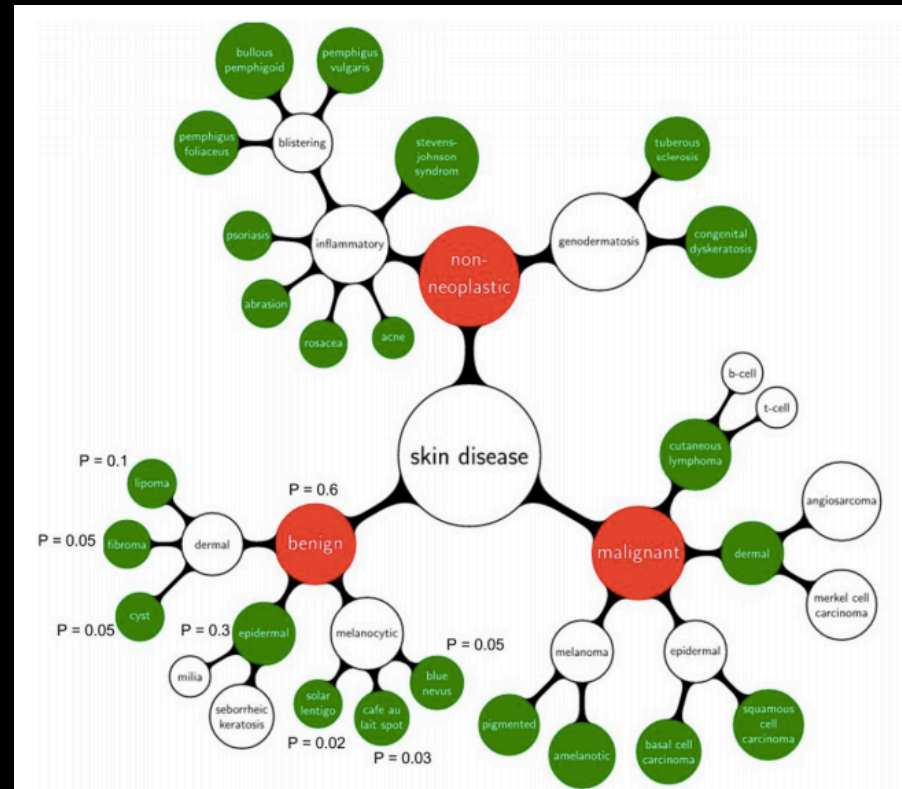 bullous
pemphigoid
pemphigus
vulgaris
pemphigus
foliaceus
blistering
stevens-
johnson
syndrom
tuberous
sclerosis
psoriasis
inflammatory
genodermatosis
congenital
dyskeratosis
non-
neoplastic
abrasion
rosacea
acne
b-cell
t-cell
skin disease
cutaneous
lymphoma
P = 0.1
lipoma
P = 0.6
angiosarcoma
P = 0.05
fibroma
dermal
benign
malignant
dermal
merkel cell
carcinoma
cyst
P = 0.05
P = 0.3
epidermal
melanocytic
P = 0.05
melanoma
epidermal
milia
blue
nevus
seborrheic
keratosis
solar
lentigo
cafe au
lait spot
P = 0.02
P = 0.03
pigmented
amelanotic
basal cell
carcinoma
squamous
cell
carcinoma